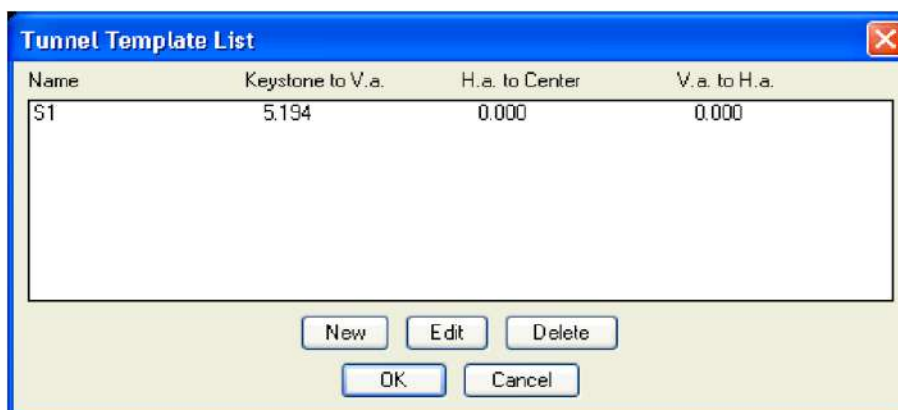 Tunnel Template List
Name Keystone to V.a. H.a. to Center V.a. to H.a.
S1 5.194 0.000 0.000
New Edit Delete
OK Cancel